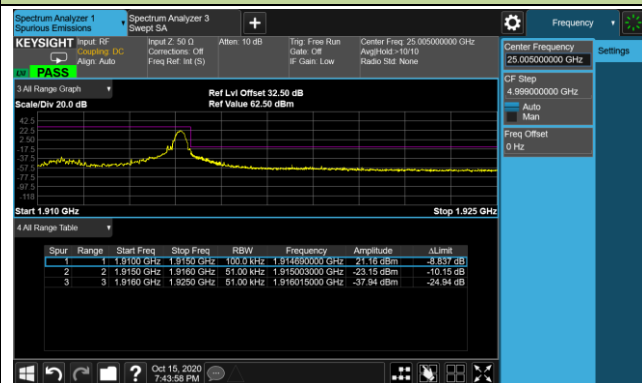 Spectrum Analyzer 1
Spurious Emissions
Spectrum Analyzer 3
Swept SA
Frequency
KEYSIGHT
Input: RF
Coupling: DC
Align: Auto
Input Z: 50 Ω
Corrections: Off
Freq Ref: Int (S)
Atten: 10 dB
Trig: Free Run
Gate: Off
IF Gain: Low
Center Freq: 25.005000000 GHz
Avg|Hold:>10/10
Radio Std: None
PASS
Center Frequency
25.005000000 GHz
Settings
CF Step
4.999000000 GHz
Auto
Man
Freq Offset
0 Hz
3 All Range Graph
Scale/Div 20.0 dB
Ref Lvl Offset 32.50 dB
Ref Value 62.50 dBm
42.5
22.5
2.50
-17.5
-37.5
-57.5
-77.5
-97.5
-118
Start 1.910 GHz
Stop 1.925 GHz
4 All Range Table
Spur Range Start Freq Stop Freq RBW Frequency Amplitude ΔLimit
1 1 1.9100 GHz 1.9150 GHz 100.0 kHz 1.914690000 GHz 21.16 dBm -8.837 dB
2 2 1.9150 GHz 1.9160 GHz 51.00 kHz 1.915003000 GHz -23.15 dBm -10.15 dB
3 3 1.9160 GHz 1.9250 GHz 51.00 kHz 1.916015000 GHz -37.94 dBm -24.94 dB
Oct 15, 2020
7:43:58 PM